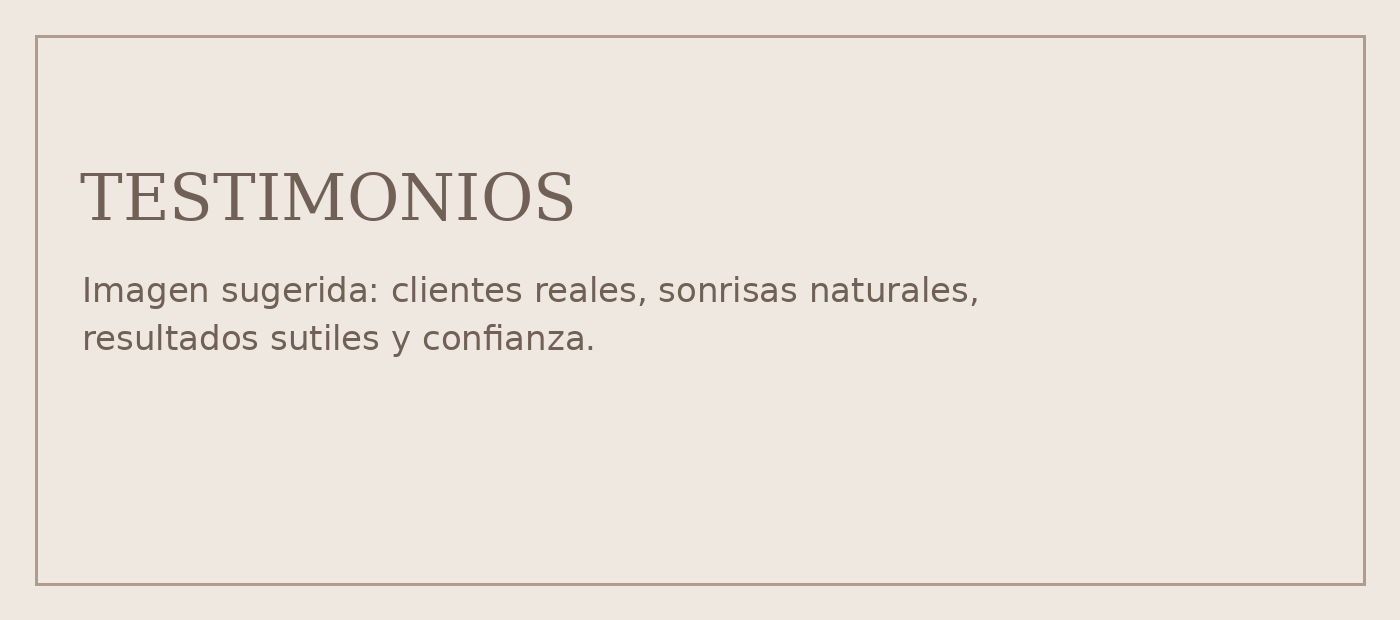 TESTIMONIOS
Imagen sugerida: clientes reales, sonrisas naturales,
resultados sutiles y confianza.